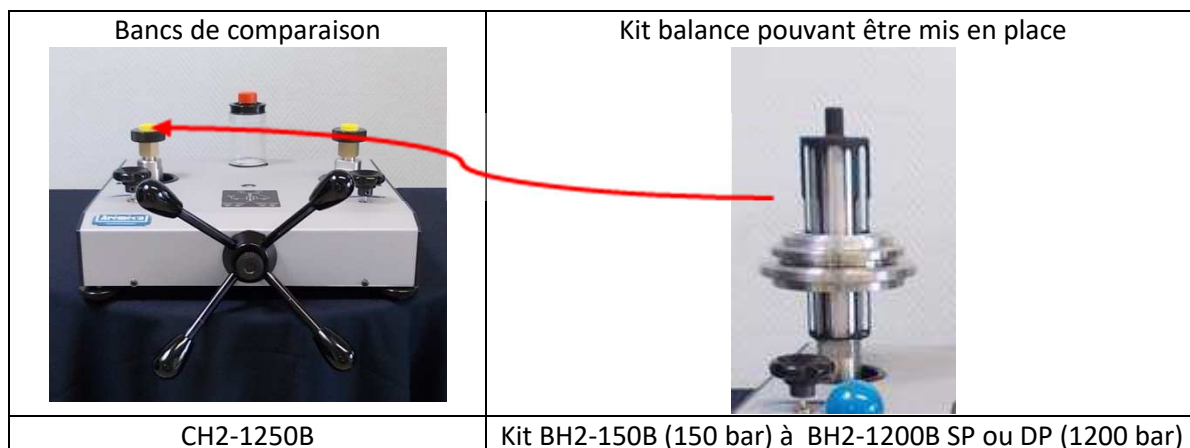 Bancs de comparaison
Kit balance pouvant être mis en place
CH2-1250B
Kit BH2-150B (150 bar) à BH2-1200B SP ou DP (1200 bar)